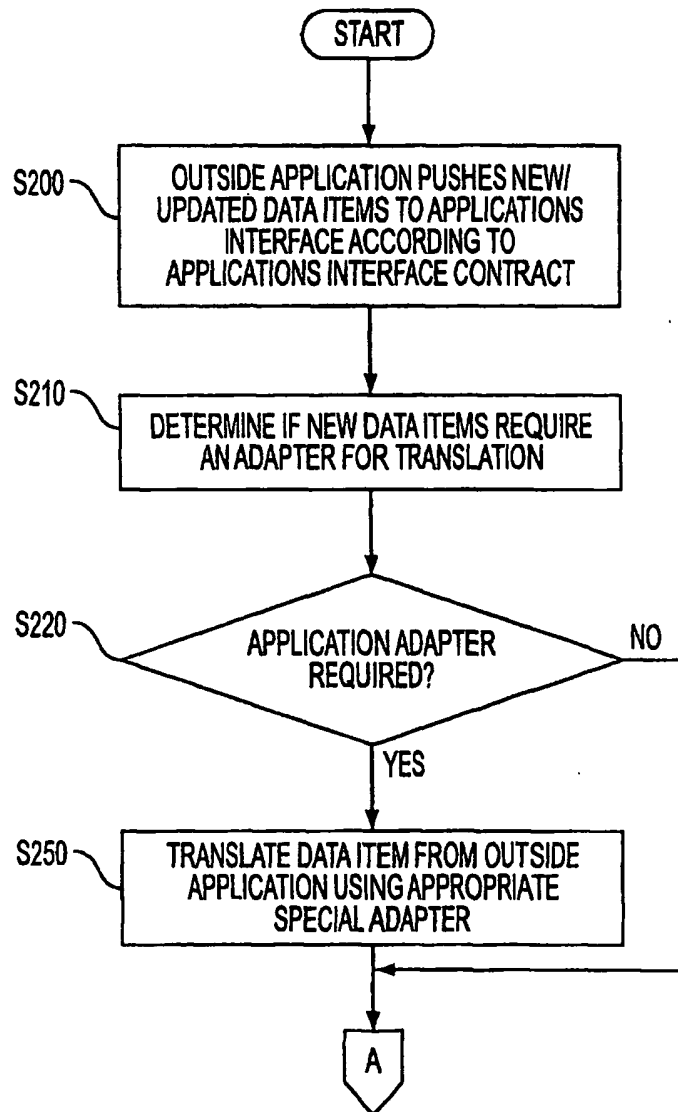 START
S200
OUTSIDE APPLICATION PUSHES NEW/
UPDATED DATA ITEMS TO APPLICATIONS
INTERFACE ACCORDING TO
APPLICATIONS INTERFACE CONTRACT
S210
DETERMINE IF NEW DATA ITEMS REQUIRE
AN ADAPTER FOR TRANSLATION
S220
APPLICATION ADAPTER
REQUIRED?
NO
YES
S250
TRANSLATE DATA ITEM FROM OUTSIDE
APPLICATION USING APPROPRIATE
SPECIAL ADAPTER
A